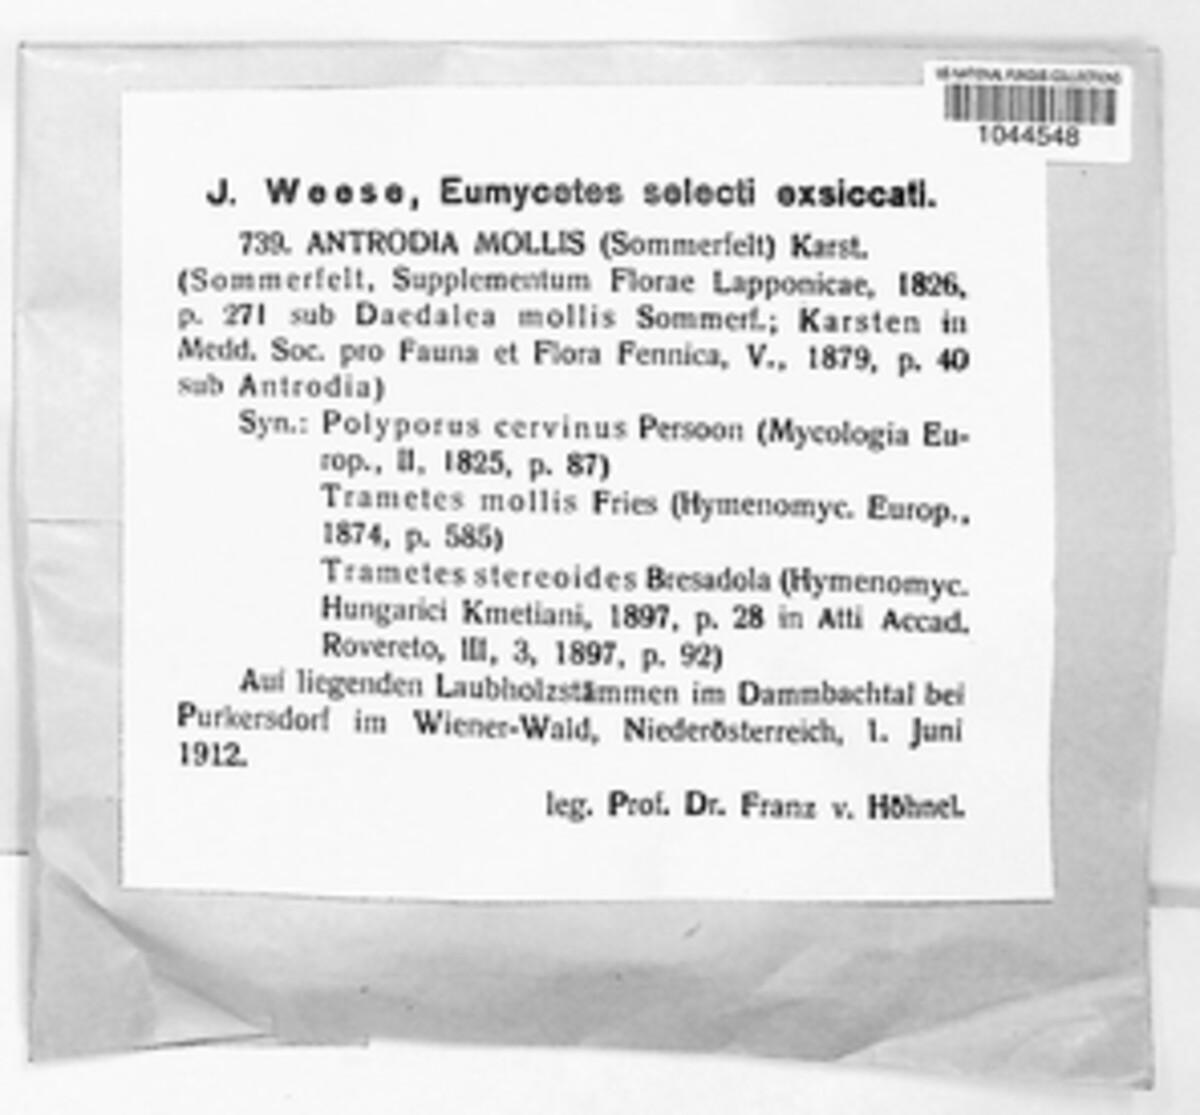 US NATIONAL FUNGUS COLLECTIONS
1044548
J. Weese, Eumycetes selecti exsiccati.
739. ANTRODIA MOLLIS (Sommerfelt) Karst.
(Sommerfelt, Supplementum Florae Lapponicae, 1826,
p. 271 sub Daedalea mollis Sommerf.; Karsten in
Medd. Soc. pro Fauna et Flora Fennica, V., 1879, p. 40
sub Antrodia)
Syn.: Polyporus cervinus Persoon (Mycologia Eu-
rop., II, 1825, p. 87)
Trametes mollis Fries (Hymenomyc. Europ.,
1874, p. 585)
Trametes stereoides Bresadola (Hymenomyc.
Hungarici Kmetiani, 1897, p. 28 in Atti Accad.
Rovereto, III, 3, 1897, p. 92)
Auf liegenden Laubholzstämmen im Dammbachtal bei
Purkersdorf im Wiener-Wald, Niederösterreich, 1. Juni
1912.
leg. Prof. Dr. Franz v. Höhnel.